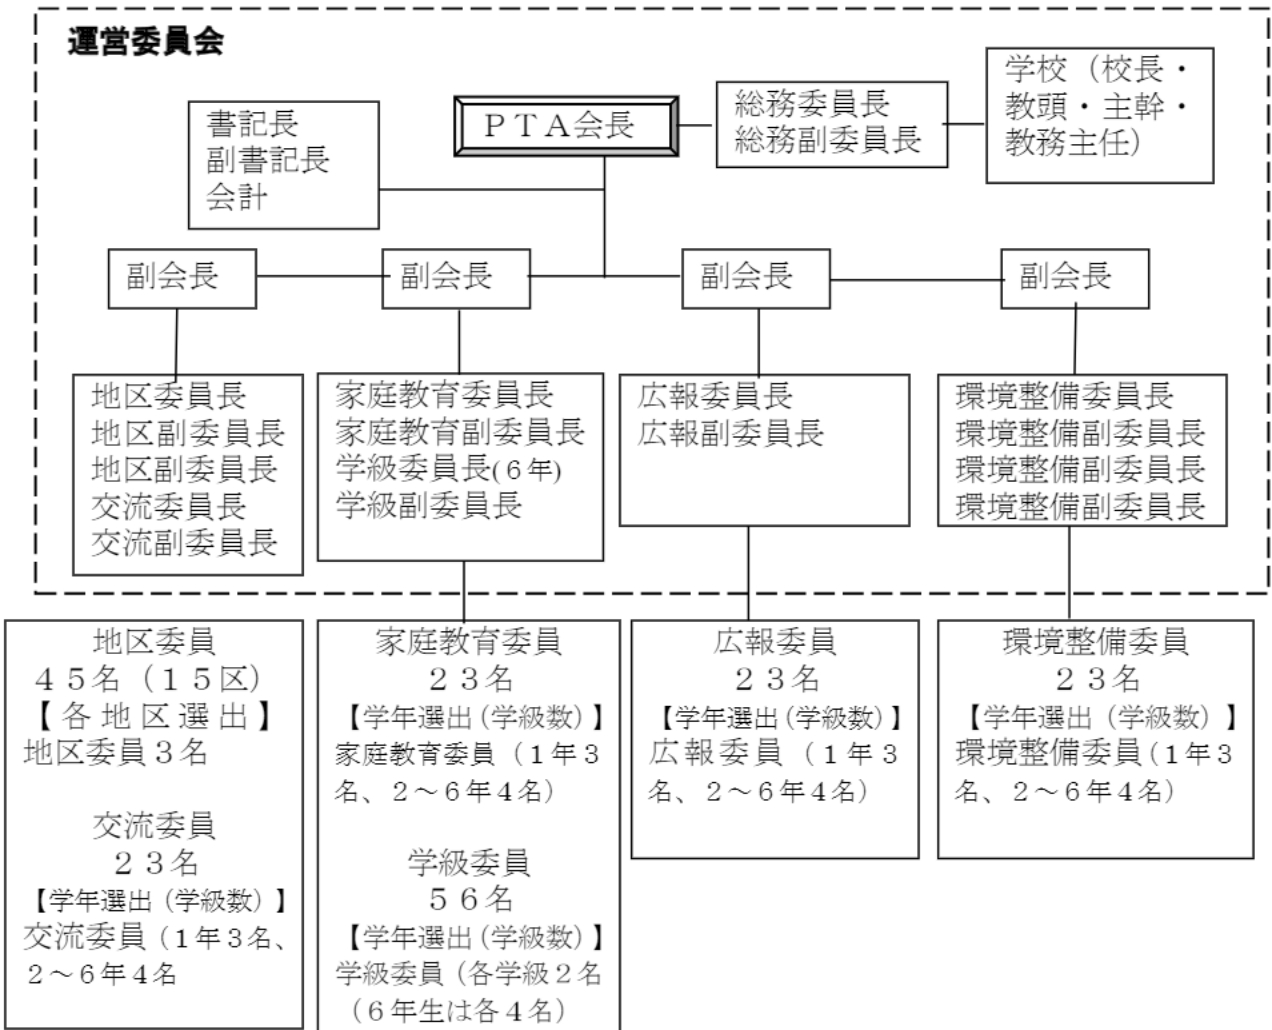 運営委員会
書記長
副書記長
会計
ＰＴＡ会長
総務委員長
総務副委員長
学校（校長・
教頭・主幹・
教務主任）
副会長
副会長
副会長
副会長
地区委員長
地区副委員長
地区副委員長
交流委員長
交流副委員長
家庭教育委員長
家庭教育副委員長
学級委員長(６年)
学級副委員長
広報委員長
広報副委員長
環境整備委員長
環境整備副委員長
環境整備副委員長
環境整備副委員長
地区委員
４５名（１５区）
【各地区選出】
地区委員３名
交流委員
２３名
【学年選出（学級数）】
交流委員（１年３名、
２～６年４名
家庭教育委員
２３名
【学年選出（学級数）】
家庭教育委員（１年３
名、２～６年４名）
学級委員
５６名
【学年選出（学級数）】
学級委員（各学級２名
（６年生は各４名）
広報委員
２３名
【学年選出（学級数）】
広報委員（１年３
名、２～６年４名）
環境整備委員
２３名
【学年選出（学級数）】
環境整備委員（１年３
名、２～６年４名）